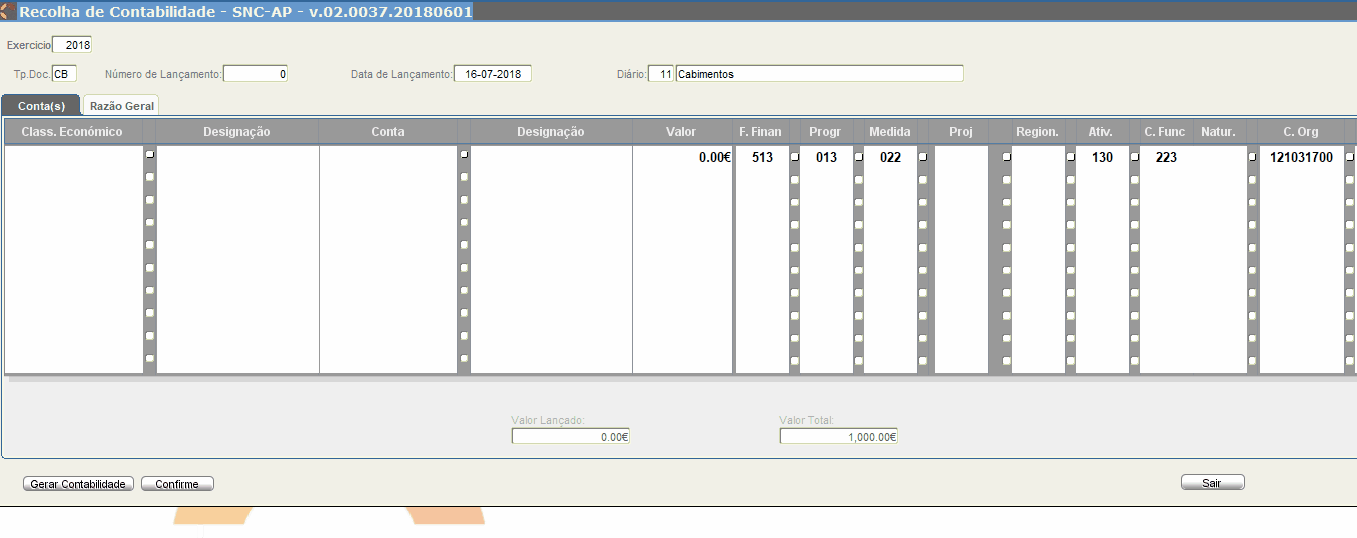 Recolha de Contabilidade - SNC-AP - v.02.0037.20180601
Exercicio 2018
Tp.Doc. CB Número de Lançamento: 0 Data de Lançamento: 16-07-2018 Diário: 11 Cabimentos
Conta(s) Razão Geral
Class. Económico Designação Conta Designação Valor F. Finan Progr Medida Proj Region. Ativ. C. Func Natur. C. Org
0.00€ 513 013 022 130 223 121031700
Valor Lançado: Valor Total:
0.00€ 1,000.00€
Gerar Contabilidade Confirme Sair